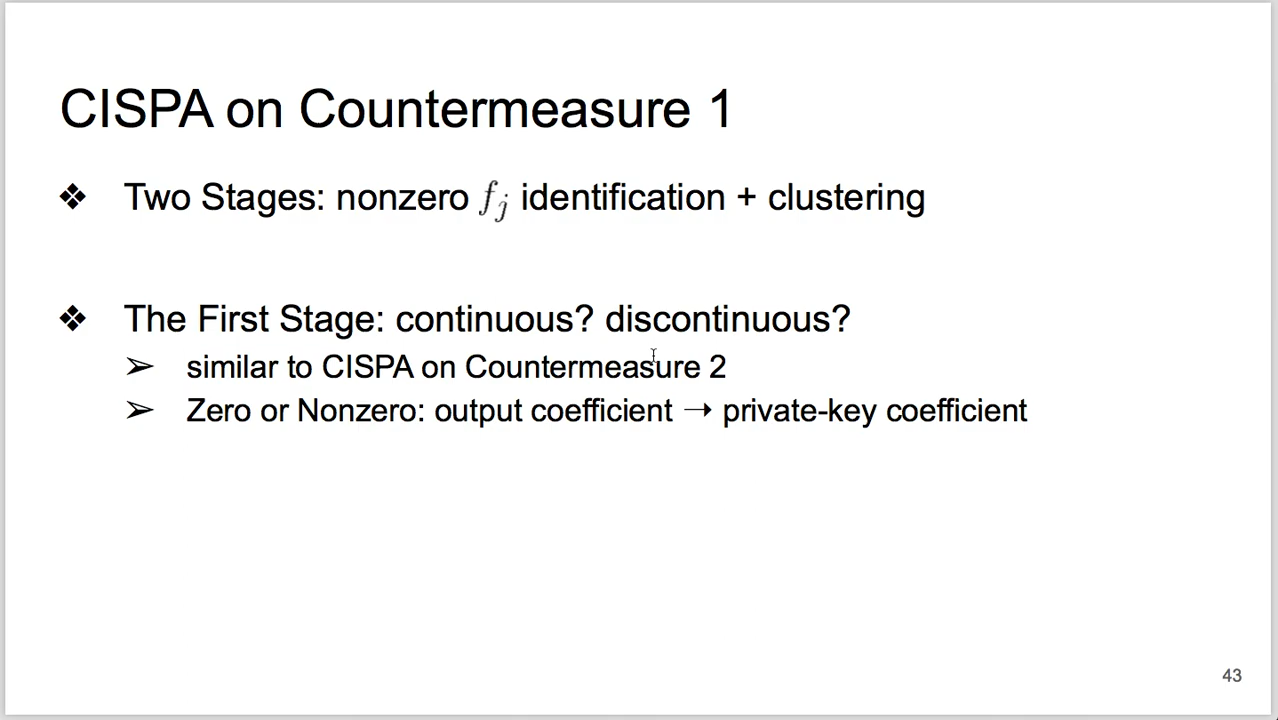 CISPA on Countermeasure 1
❖ Two Stages: nonzero f_j identification + clustering
❖ The First Stage: continuous? discontinuous?
➢ similar to CISPA on Countermeasure 2
➢ Zero or Nonzero: output coefficient → private-key coefficient
43